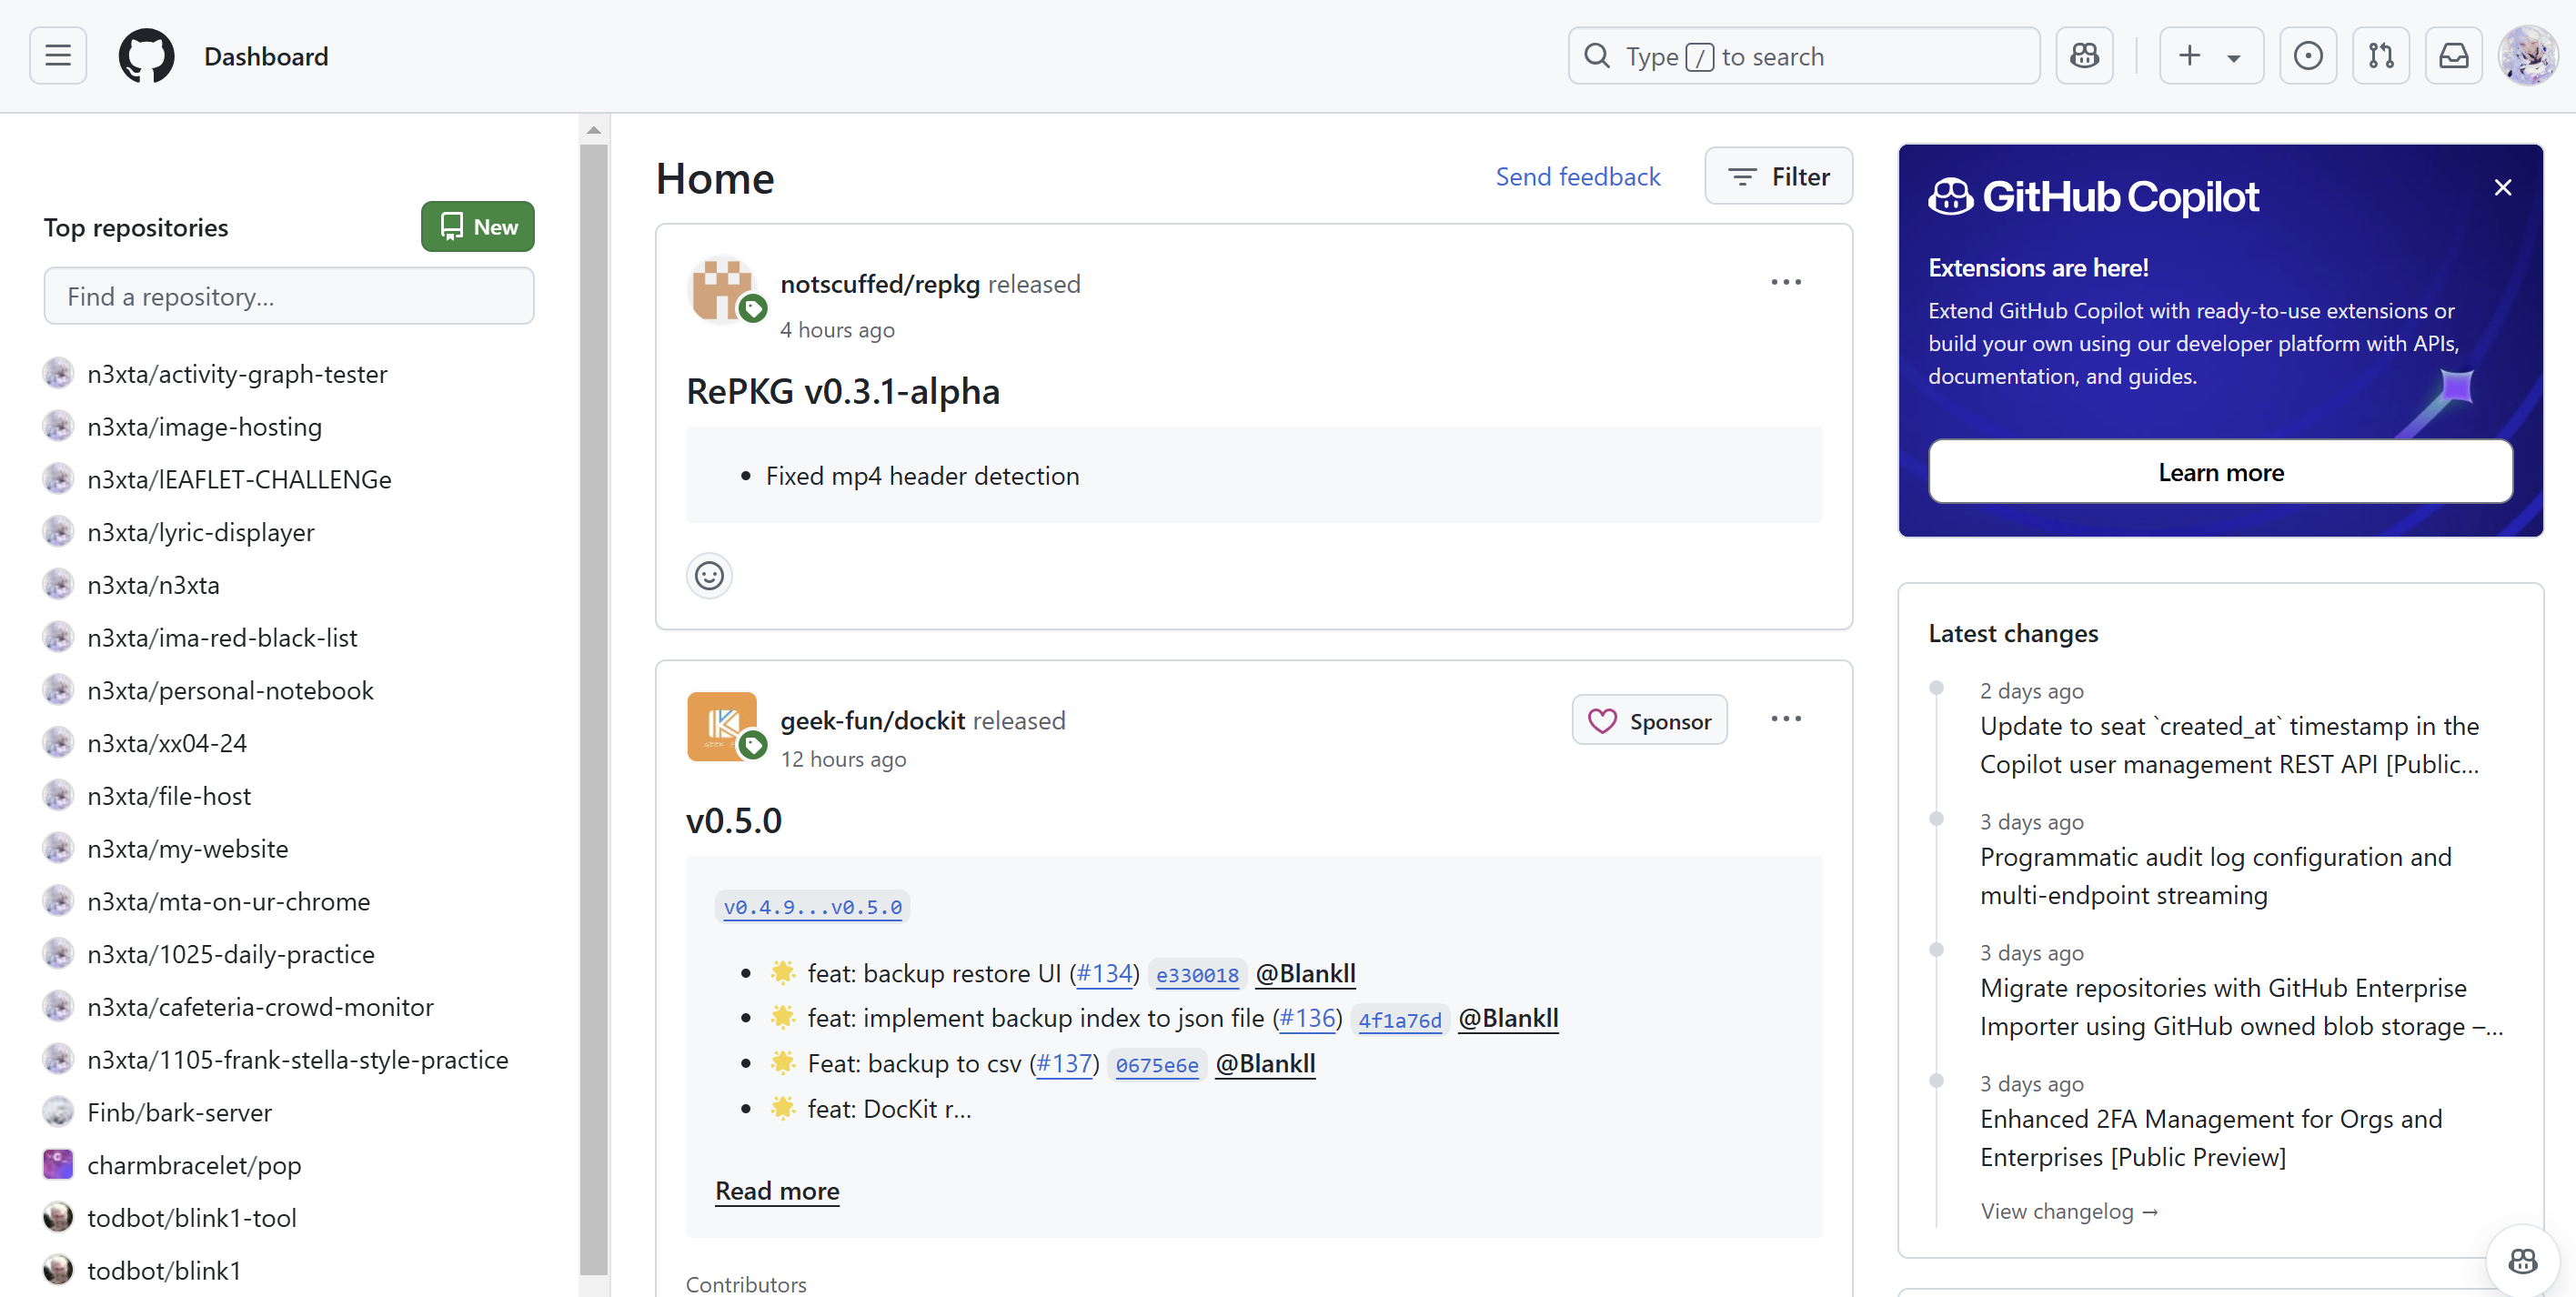 Dashboard
Type / to search
Top repositories
New
Find a repository...
n3xta/activity-graph-tester
n3xta/image-hosting
n3xta/lEAFLET-CHALLENGe
n3xta/lyric-displayer
n3xta/n3xta
n3xta/ima-red-black-list
n3xta/personal-notebook
n3xta/xx04-24
n3xta/file-host
n3xta/my-website
n3xta/mta-on-ur-chrome
n3xta/1025-daily-practice
n3xta/cafeteria-crowd-monitor
n3xta/1105-frank-stella-style-practice
Finb/bark-server
charmbracelet/pop
todbot/blink1-tool
todbot/blink1
Home
Send feedback
Filter
notscuffed/repkg released
4 hours ago
RePKG v0.3.1-alpha
• Fixed mp4 header detection
geek-fun/dockit released
12 hours ago
Sponsor
v0.5.0
v0.4.9...v0.5.0
• 🌟 feat: backup restore UI (#134) e330018 @Blankll
• 🌟 feat: implement backup index to json file (#136) 4f1a76d @Blankll
• 🌟 Feat: backup to csv (#137) 0675e6e @Blankll
• 🌟 feat: DocKit r...
Read more
Contributors
GitHub Copilot
Extensions are here!
Extend GitHub Copilot with ready-to-use extensions or
build your own using our developer platform with APIs,
documentation, and guides.
Learn more
Latest changes
2 days ago
Update to seat `created_at` timestamp in the
Copilot user management REST API [Public...
3 days ago
Programmatic audit log configuration and
multi-endpoint streaming
3 days ago
Migrate repositories with GitHub Enterprise
Importer using GitHub owned blob storage –...
3 days ago
Enhanced 2FA Management for Orgs and
Enterprises [Public Preview]
View changelog →